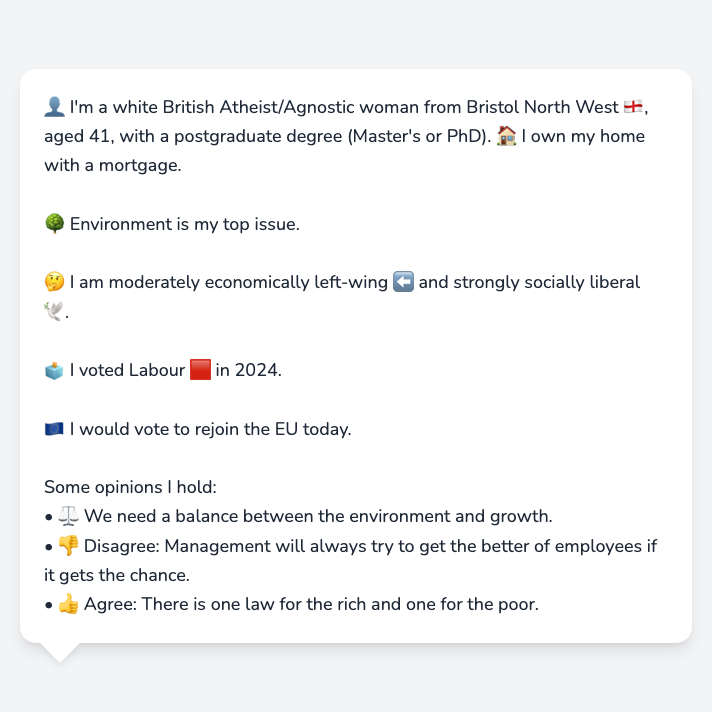 👤 I'm a white British Atheist/Agnostic woman from Bristol North West 🏴󠁧󠁢󠁥󠁮󠁧󠁿,
aged 41, with a postgraduate degree (Master's or PhD). 🏠 I own my home
with a mortgage.
🌳 Environment is my top issue.
🤔 I am moderately economically left-wing ⬅️ and strongly socially liberal
🕊️.
🗳️ I voted Labour 🟥 in 2024.
🇪🇺 I would vote to rejoin the EU today.
Some opinions I hold:
• ⚖️ We need a balance between the environment and growth.
• 👎 Disagree: Management will always try to get the better of employees if
it gets the chance.
• 👍 Agree: There is one law for the rich and one for the poor.